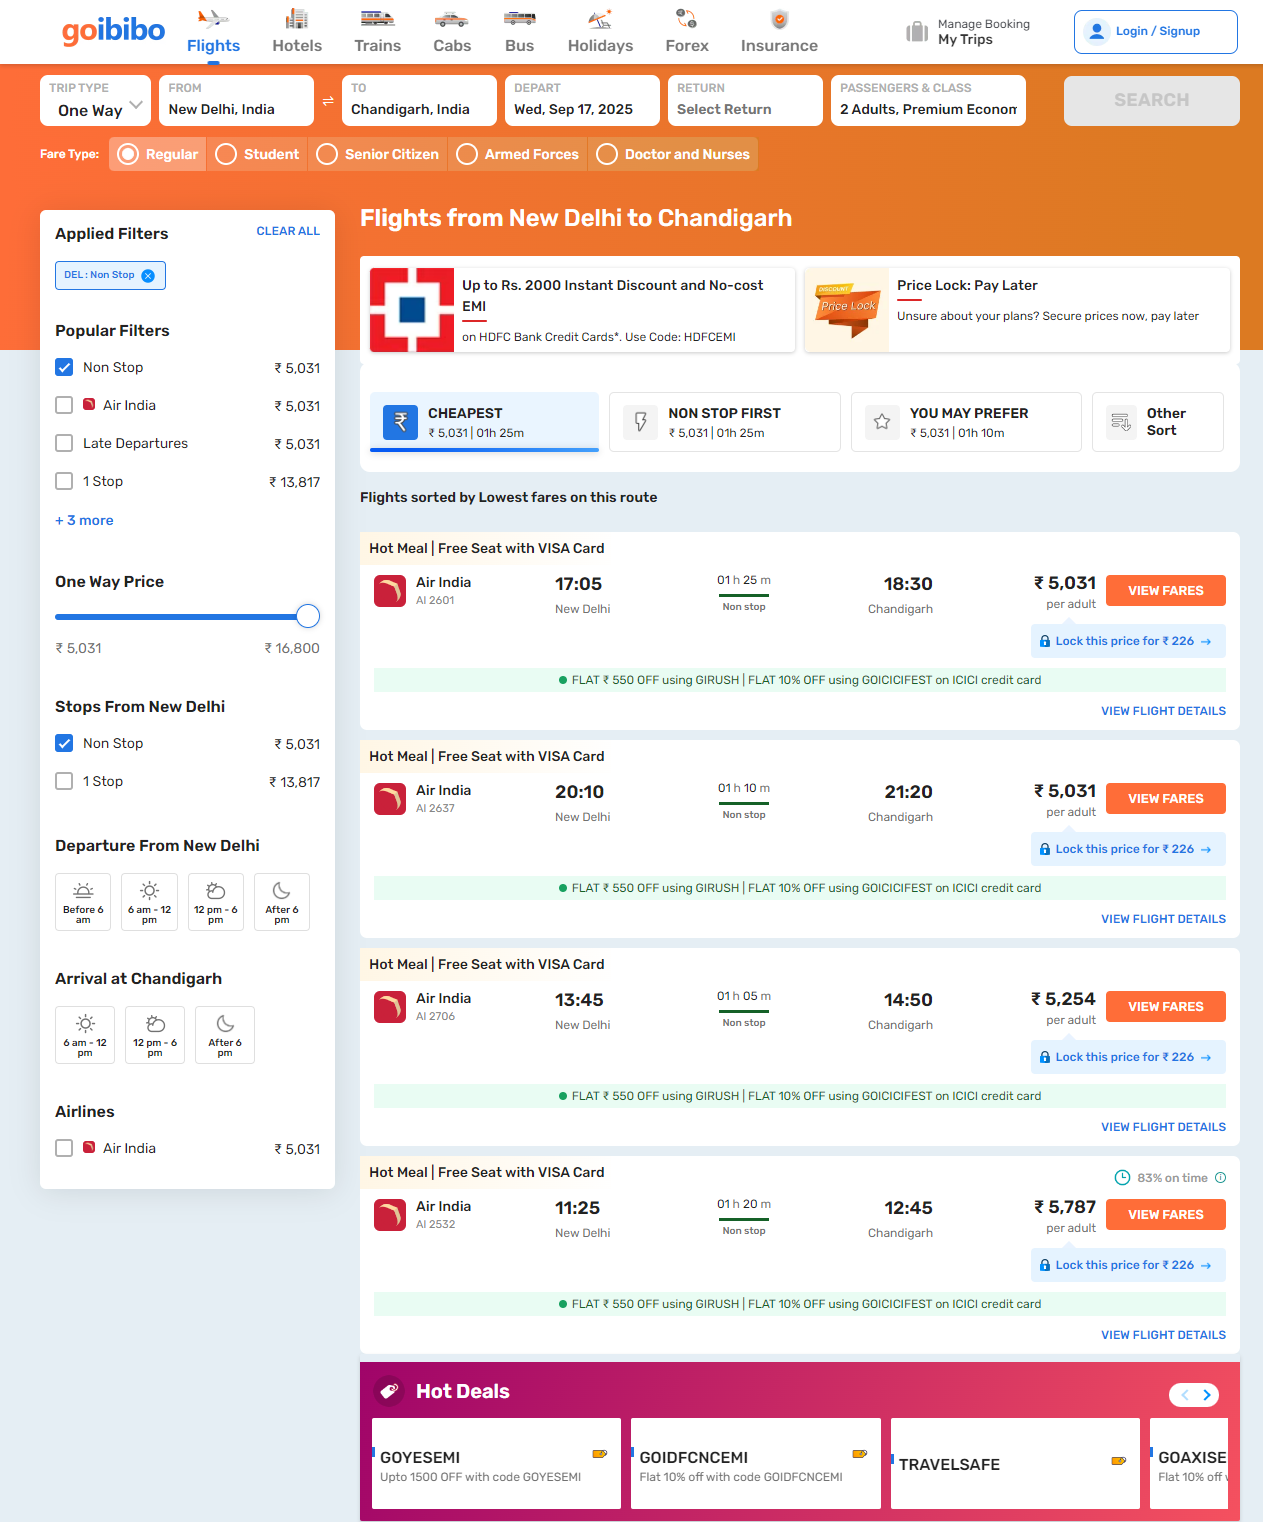 goibibo
Flights
Hotels
Trains
Cabs
Bus
Holidays
Forex
Insurance
Manage Booking
My Trips
Login / Signup
TRIP TYPE
One Way
FROM
New Delhi, India
TO
Chandigarh, India
DEPART
Wed, Sep 17, 2025
RETURN
Select Return
PASSENGERS & CLASS
2 Adults, Premium Econom
SEARCH
Fare Type:
Regular
Student
Senior Citizen
Armed Forces
Doctor and Nurses
Applied Filters
CLEAR ALL
DEL : Non Stop
Popular Filters
Non Stop ₹ 5,031
Air India ₹ 5,031
Late Departures ₹ 5,031
1 Stop ₹ 13,817
+ 3 more
One Way Price
₹ 5,031 ₹ 16,800
Stops From New Delhi
Non Stop ₹ 5,031
1 Stop ₹ 13,817
Departure From New Delhi
Before 6 am
6 am - 12 pm
12 pm - 6 pm
After 6 pm
Arrival at Chandigarh
6 am - 12 pm
12 pm - 6 pm
After 6 pm
Airlines
Air India ₹ 5,031
Flights from New Delhi to Chandigarh
Up to Rs. 2000 Instant Discount and No-cost
EMI
on HDFC Bank Credit Cards*. Use Code: HDFCEMI
DISCOUNT
Price Lock
Price Lock: Pay Later
Unsure about your plans? Secure prices now, pay later
CHEAPEST
₹ 5,031 | 01h 25m
NON STOP FIRST
₹ 5,031 | 01h 25m
YOU MAY PREFER
₹ 5,031 | 01h 10m
Other
Sort
Flights sorted by Lowest fares on this route
Hot Meal | Free Seat with VISA Card
Air India 17:05 01 h 25 m 18:30 ₹ 5,031 VIEW FARES
AI 2601 New Delhi Non stop Chandigarh per adult
Lock this price for ₹ 226 →
FLAT ₹ 550 OFF using GIRUSH | FLAT 10% OFF using GOICICIFEST on ICICI credit card
VIEW FLIGHT DETAILS
Hot Meal | Free Seat with VISA Card
Air India 20:10 01 h 10 m 21:20 ₹ 5,031 VIEW FARES
AI 2637 New Delhi Non stop Chandigarh per adult
Lock this price for ₹ 226 →
FLAT ₹ 550 OFF using GIRUSH | FLAT 10% OFF using GOICICIFEST on ICICI credit card
VIEW FLIGHT DETAILS
Hot Meal | Free Seat with VISA Card
Air India 13:45 01 h 05 m 14:50 ₹ 5,254 VIEW FARES
AI 2706 New Delhi Non stop Chandigarh per adult
Lock this price for ₹ 226 →
FLAT ₹ 550 OFF using GIRUSH | FLAT 10% OFF using GOICICIFEST on ICICI credit card
VIEW FLIGHT DETAILS
Hot Meal | Free Seat with VISA Card
83% on time
Air India 11:25 01 h 20 m 12:45 ₹ 5,787 VIEW FARES
AI 2532 New Delhi Non stop Chandigarh per adult
Lock this price for ₹ 226 →
FLAT ₹ 550 OFF using GIRUSH | FLAT 10% OFF using GOICICIFEST on ICICI credit card
VIEW FLIGHT DETAILS
Hot Deals
GOYESEMI
Upto 1500 OFF with code GOYESEMI
GOIDFCNCEMI
Flat 10% off with code GOIDFCNCEMI
TRAVELSAFE
GOAXISE
Flat 10% off